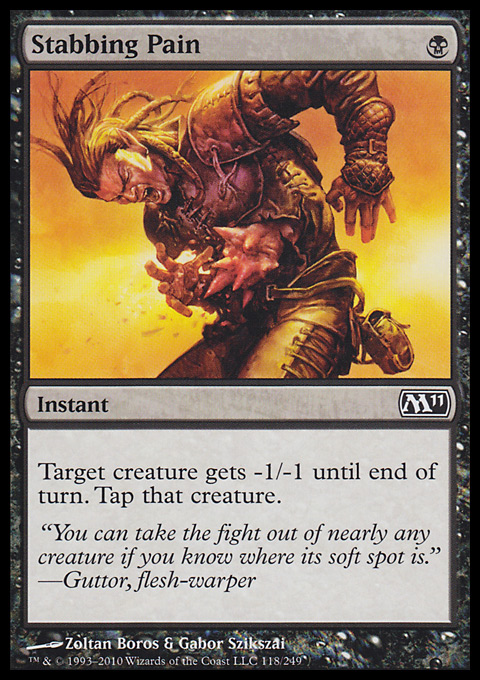 Stabbing Pain
Instant
M11
Target creature gets -1/-1 until end of
turn. Tap that creature.
“You can take the fight out of nearly any
creature if you know where its soft spot is.”
—Guttor, flesh-warper
Zoltan Boros & Gabor Szikszai
™ & © 1993–2010 Wizards of the Coast LLC 118/249